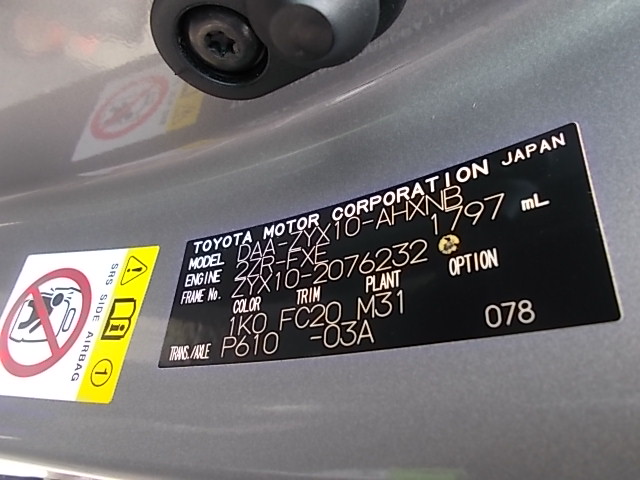 TOYOTA MOTOR CORPORATION JAPAN
MODEL DAA-ZYX10-AHXNB
ENGINE 2ZR-FXE 1797 mL
FRAME No. ZYX10-2076232
COLOR TRIM PLANT OPTION
1K0 FC20 M31
TRANS./AXLE P610 -03A 078
SRS SIDE AIRBAG
1